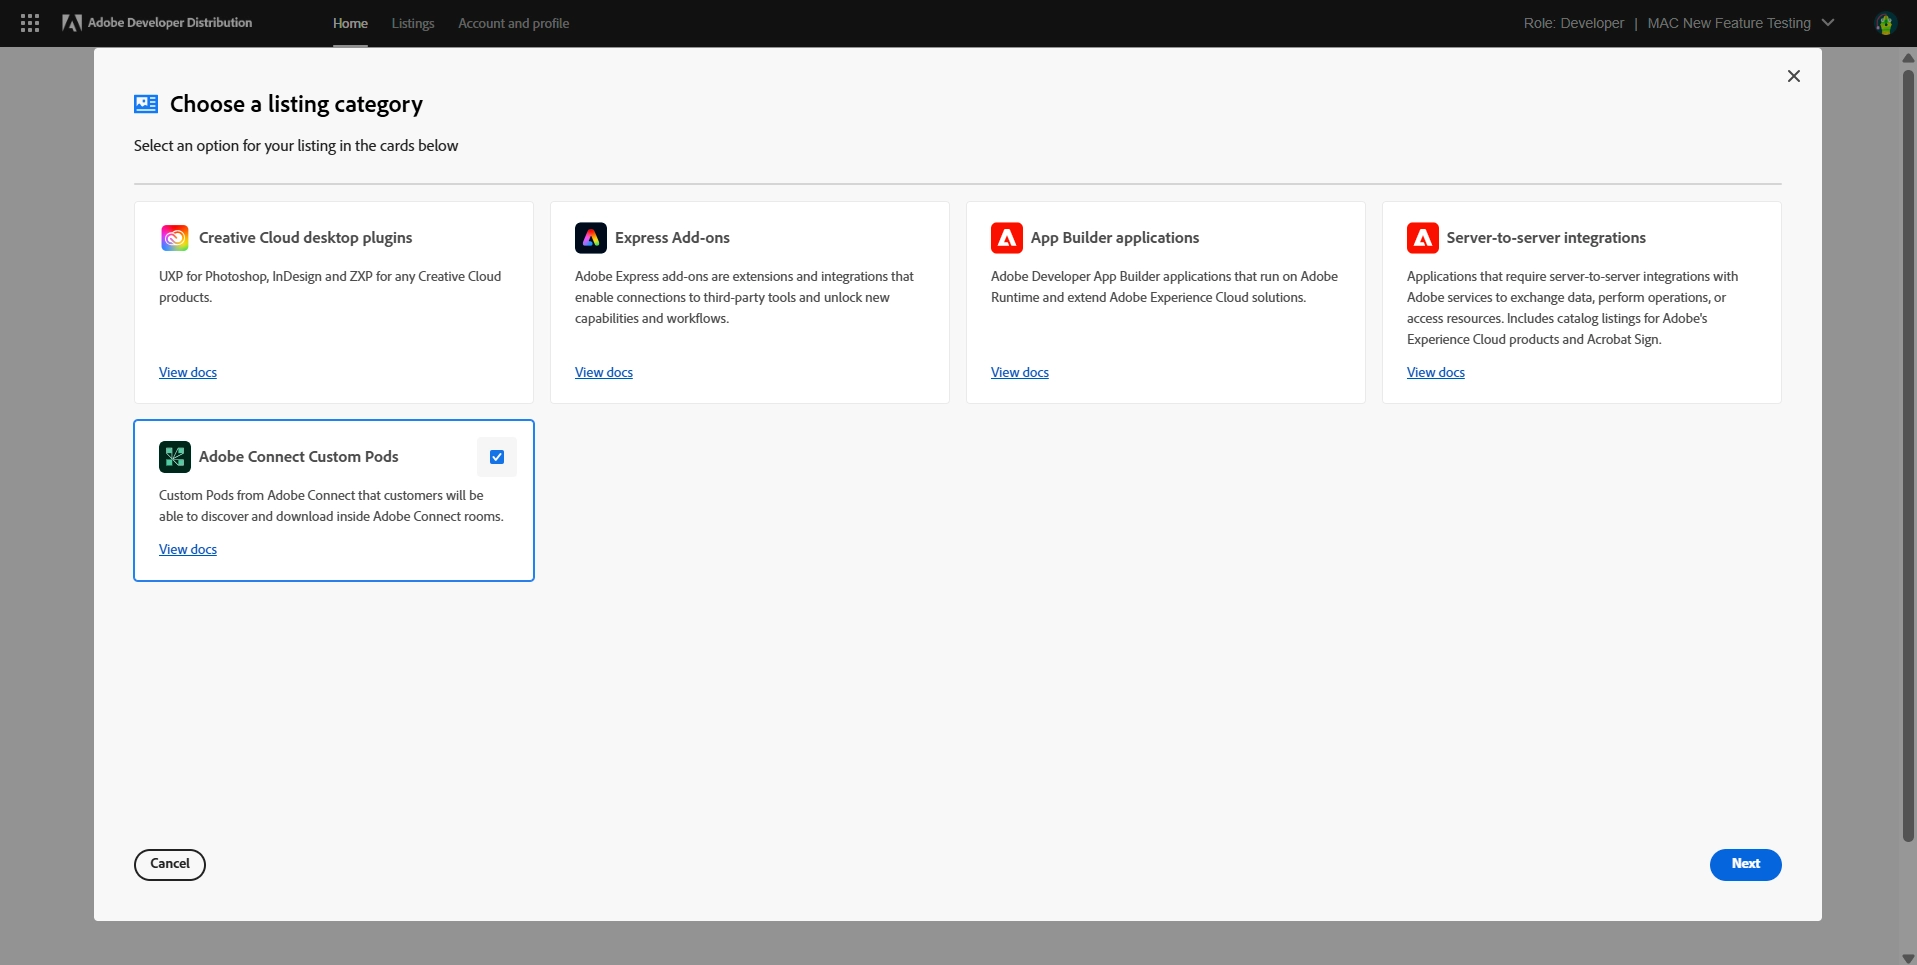 Adobe Developer Distribution
Home
Listings
Account and profile
Role: Developer | MAC New Feature Testing
Choose a listing category
Select an option for your listing in the cards below
Creative Cloud desktop plugins
UXP for Photoshop, InDesign and ZXP for any Creative Cloud
products.
View docs
Express Add-ons
Adobe Express add-ons are extensions and integrations that
enable connections to third-party tools and unlock new
capabilities and workflows.
View docs
App Builder applications
Adobe Developer App Builder applications that run on Adobe
Runtime and extend Adobe Experience Cloud solutions.
View docs
Server-to-server integrations
Applications that require server-to-server integrations with
Adobe services to exchange data, perform operations, or
access resources. Includes catalog listings for Adobe's
Experience Cloud products and Acrobat Sign.
View docs
Adobe Connect Custom Pods
Custom Pods from Adobe Connect that customers will be
able to discover and download inside Adobe Connect rooms.
View docs
Cancel
Next